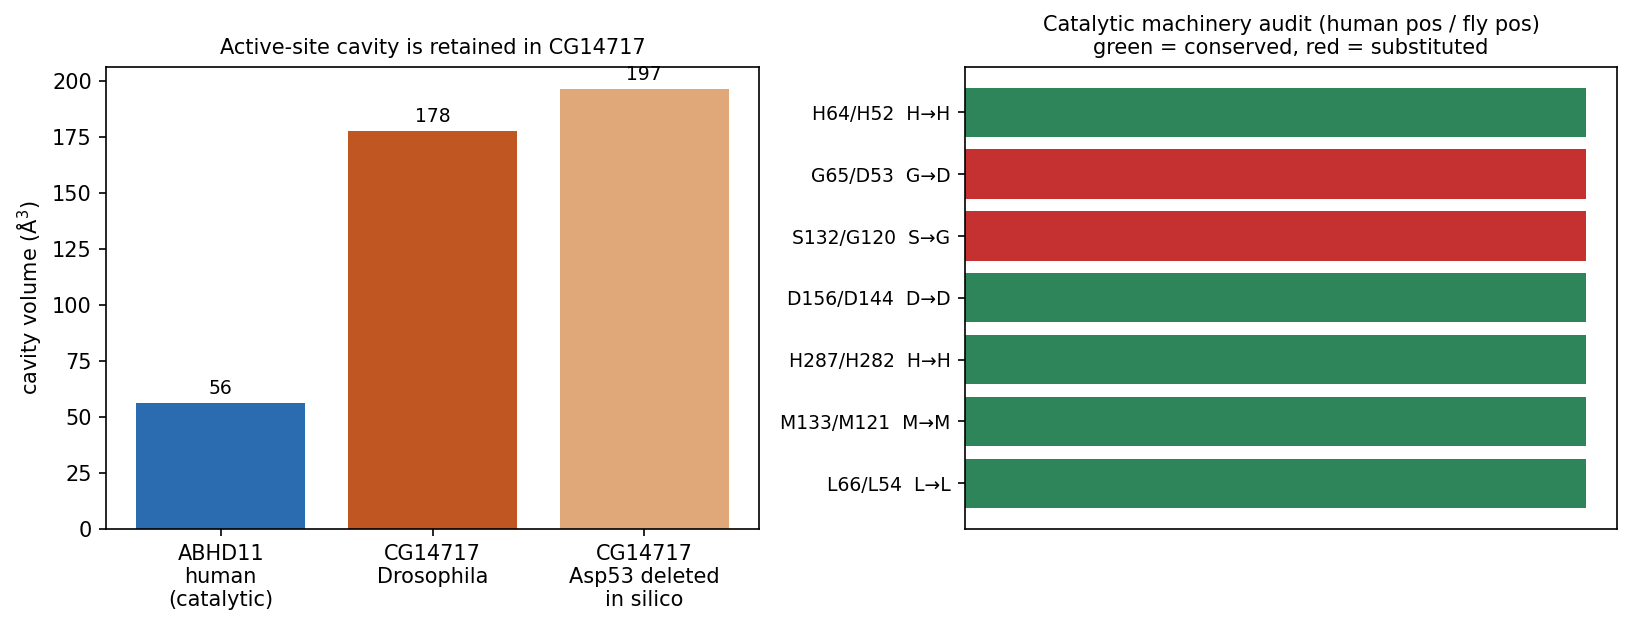 Active-site cavity is retained in CG14717
cavity volume (Å³)
200
175
150
125
100
75
50
25
0
56
178
197
ABHD11
human
(catalytic)
CG14717
Drosophila
CG14717
Asp53 deleted
in silico
Catalytic machinery audit (human pos / fly pos)
green = conserved, red = substituted
H64/H52 H→H
G65/D53 G→D
S132/G120 S→G
D156/D144 D→D
H287/H282 H→H
M133/M121 M→M
L66/L54 L→L